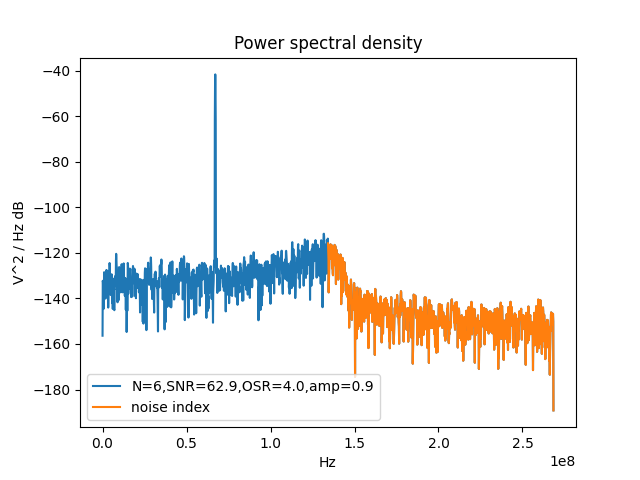 Power spectral density
V^2 / Hz dB
−40
−60
−80
−100
−120
−140
−160
−180
N=6,SNR=62.9,OSR=4.0,amp=0.9
noise index
0.0 0.5 1.0 1.5 2.0 2.5
1e8
Hz